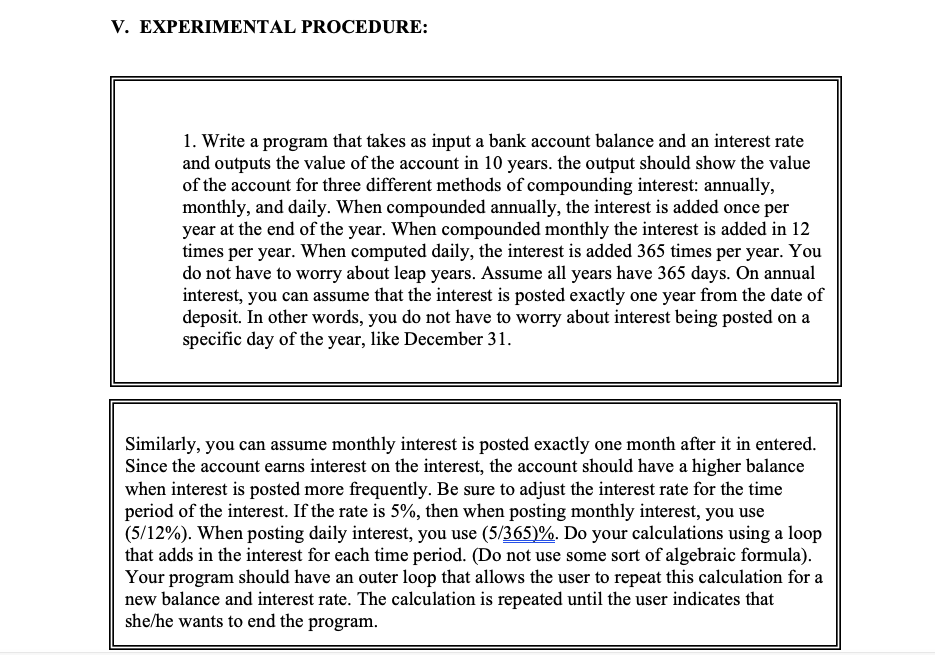 V. EXPERIMENTAL PROCEDURE:
1. Write a program that takes as input a bank account balance and an interest rate
and outputs the value of the account in 10 years. the output should show the value
of the account for three different methods of compounding interest: annually,
monthly, and daily. When compounded annually, the interest is added once per
year at the end of the year. When compounded monthly the interest is added in 12
times per year. When computed daily, the interest is added 365 times per year. You
do not have to worry about leap years. Assume all years have 365 days. On annual
interest, you can assume that the interest is posted exactly one year from the date of
deposit. In other words, you do not have to worry about interest being posted on a
specific day of the year, like December 31.
Similarly, you can assume monthly interest is posted exactly one month after it in entered.
Since the account earns interest on the interest, the account should have a higher balance
when interest is posted more frequently. Be sure to adjust the interest rate for the time
period of the interest. If the rate is 5%, then when posting monthly interest, you use
(5/12%). When posting daily interest, you use (5/365)%. Do your calculations using a loop
that adds in the interest for each time period. (Do not use some sort of algebraic formula).
Your program should have an outer loop that allows the user to repeat this calculation for a
new balance and interest rate. The calculation is repeated until the user indicates that
she/he wants to end the program.